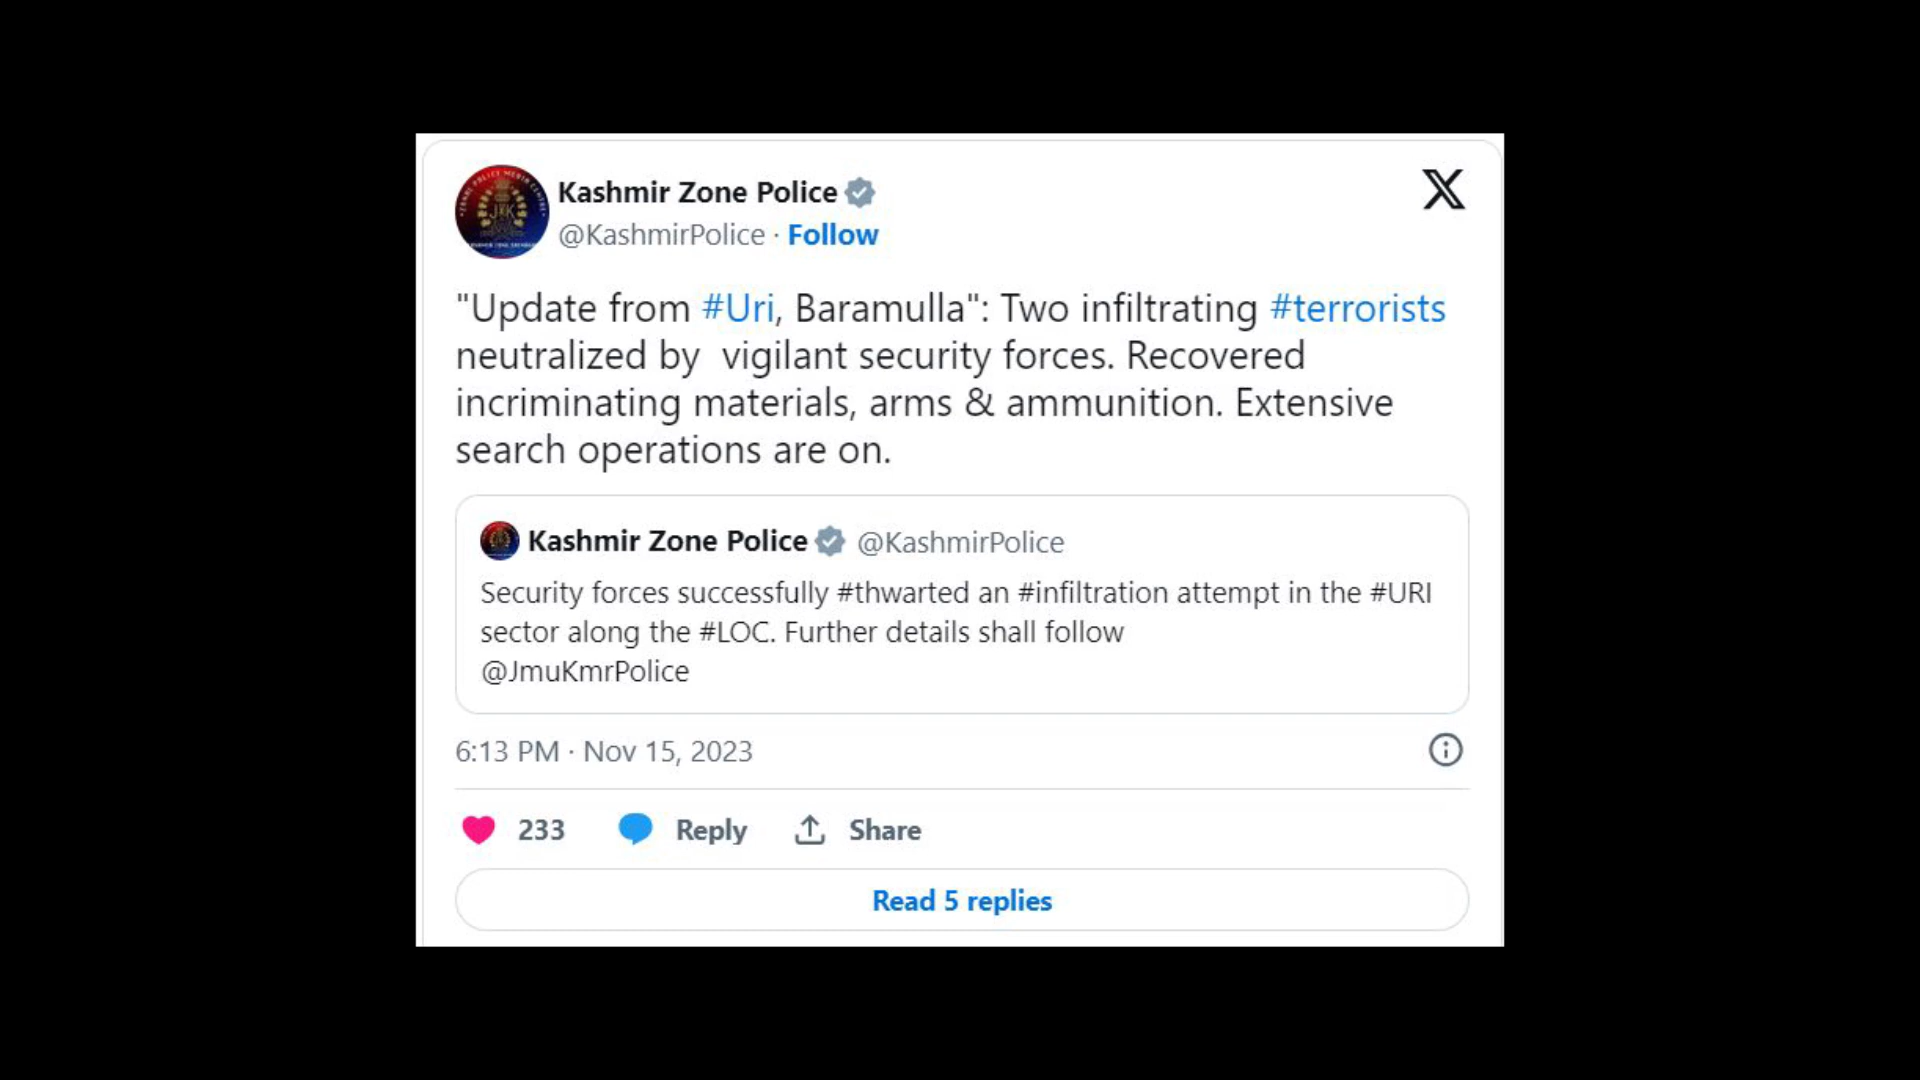 Kashmir Zone Police
@KashmirPolice · Follow
X
"Update from #Uri, Baramulla": Two infiltrating #terrorists
neutralized by  vigilant security forces. Recovered
incriminating materials, arms & ammunition. Extensive
search operations are on.
Kashmir Zone Police @KashmirPolice
Security forces successfully #thwarted an #infiltration attempt in the #URI
sector along the #LOC. Further details shall follow
@JmuKmrPolice
6:13 PM · Nov 15, 2023
233 Reply Share
Read 5 replies